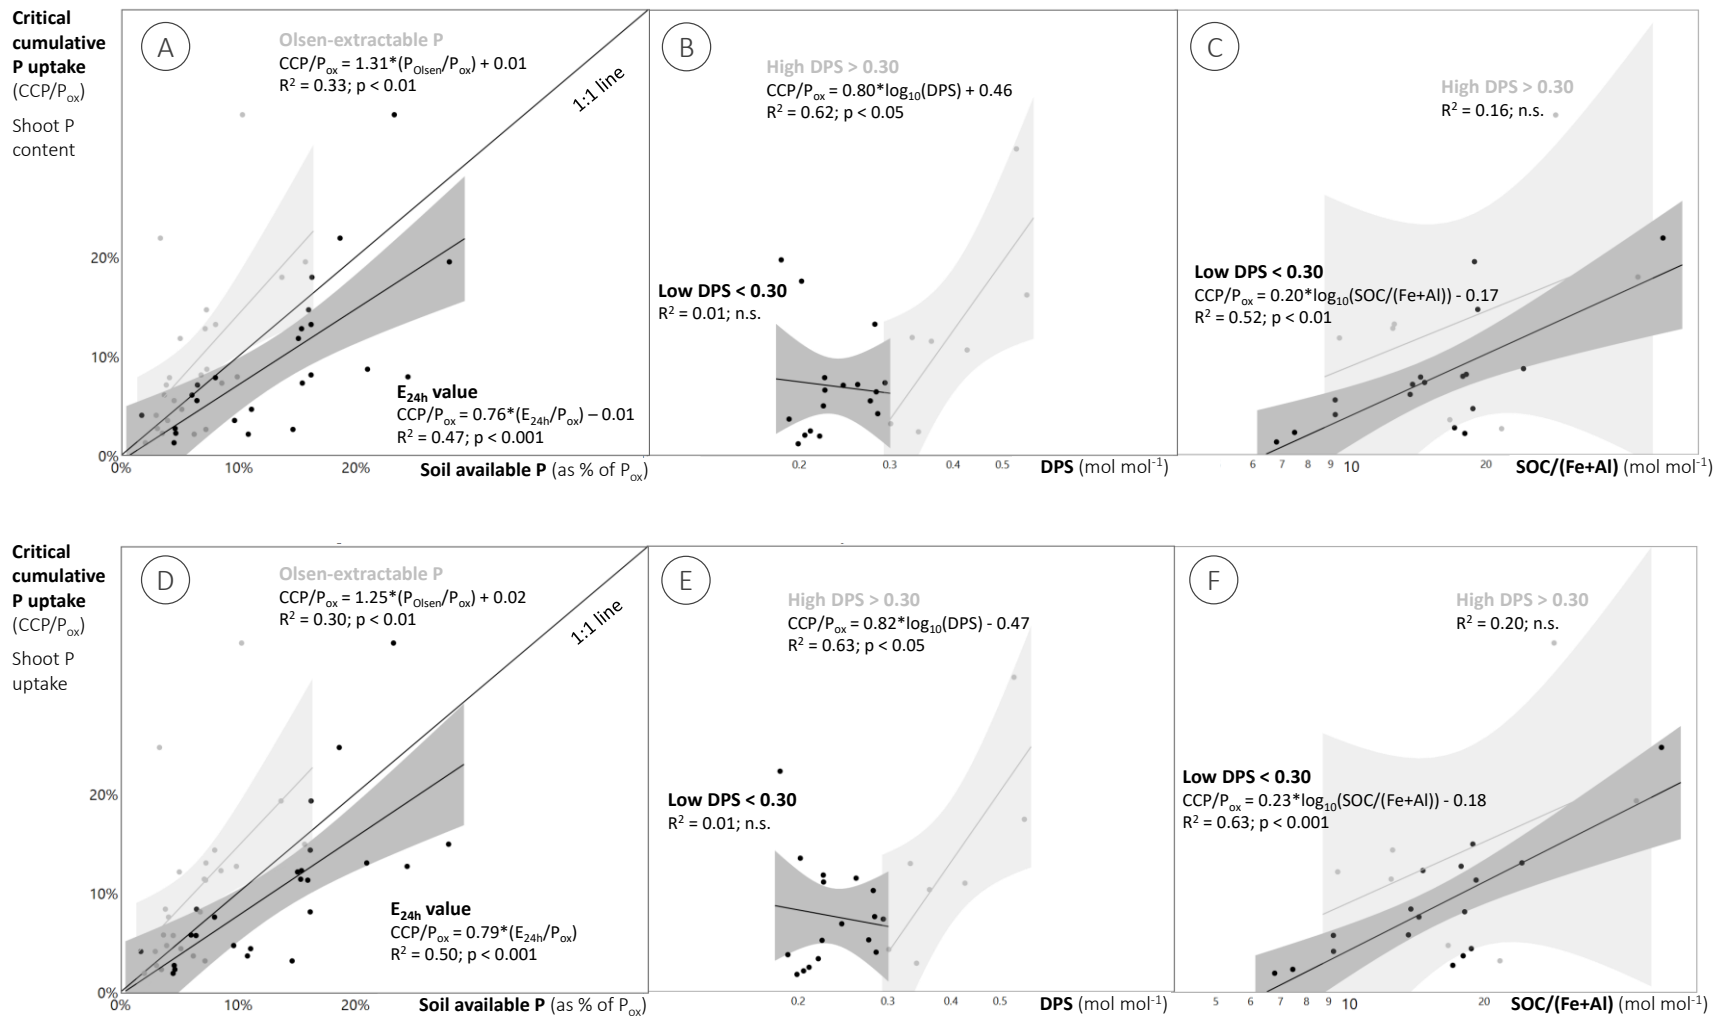 Critical
cumulative
P uptake
(CCP/Pox)
Shoot P
content
A
Olsen-extractable P
CCP/Pox = 1.31*(POlsen/Pox) + 0.01
R2 = 0.33; p < 0.01
1:1 line
E24h value
CCP/Pox = 0.76*(E24h/Pox) – 0.01
R2 = 0.47; p < 0.001
20%
10%
0%
0% 10% 20%
Soil available P (as % of Pox)
B
High DPS > 0.30
CCP/Pox = 0.80*log10(DPS) + 0.46
R2 = 0.62; p < 0.05
Low DPS < 0.30
R2 = 0.01; n.s.
0.2 0.3 0.4 0.5
DPS (mol mol-1)
C
High DPS > 0.30
R2 = 0.16; n.s.
Low DPS < 0.30
CCP/Pox = 0.20*log10(SOC/(Fe+Al)) - 0.17
R2 = 0.52; p < 0.01
6 7 8 9 10 20
SOC/(Fe+Al) (mol mol-1)
Critical
cumulative
P uptake
(CCP/Pox)
Shoot P
uptake
D
Olsen-extractable P
CCP/Pox = 1.25*(POlsen/Pox) + 0.02
R2 = 0.30; p < 0.01
1:1 line
E24h value
CCP/Pox = 0.79*(E24h/Pox)
R2 = 0.50; p < 0.001
20%
10%
0%
0% 10% 20%
Soil available P (as % of Pox)
E
High DPS > 0.30
CCP/Pox = 0.82*log10(DPS) - 0.47
R2 = 0.63; p < 0.05
Low DPS < 0.30
R2 = 0.01; n.s.
0.2 0.3 0.4 0.5
DPS (mol mol-1)
F
High DPS > 0.30
R2 = 0.20; n.s.
Low DPS < 0.30
CCP/Pox = 0.23*log10(SOC/(Fe+Al)) - 0.18
R2 = 0.63; p < 0.001
5 6 7 8 9 10 20
SOC/(Fe+Al) (mol mol-1)